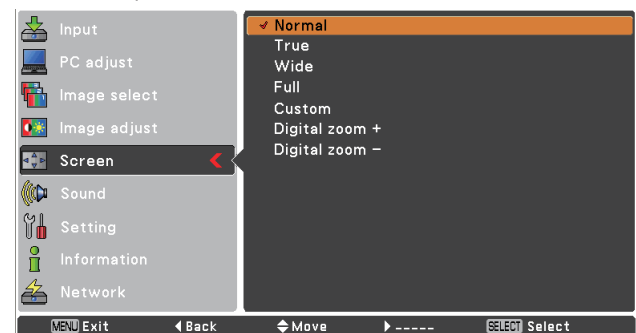 Input
PC adjust
Image select
Image adjust
Screen
Sound
Setting
Information
Network
Normal
True
Wide
Full
Custom
Digital zoom +
Digital zoom –
MENU Exit Back Move ----- SELECT Select